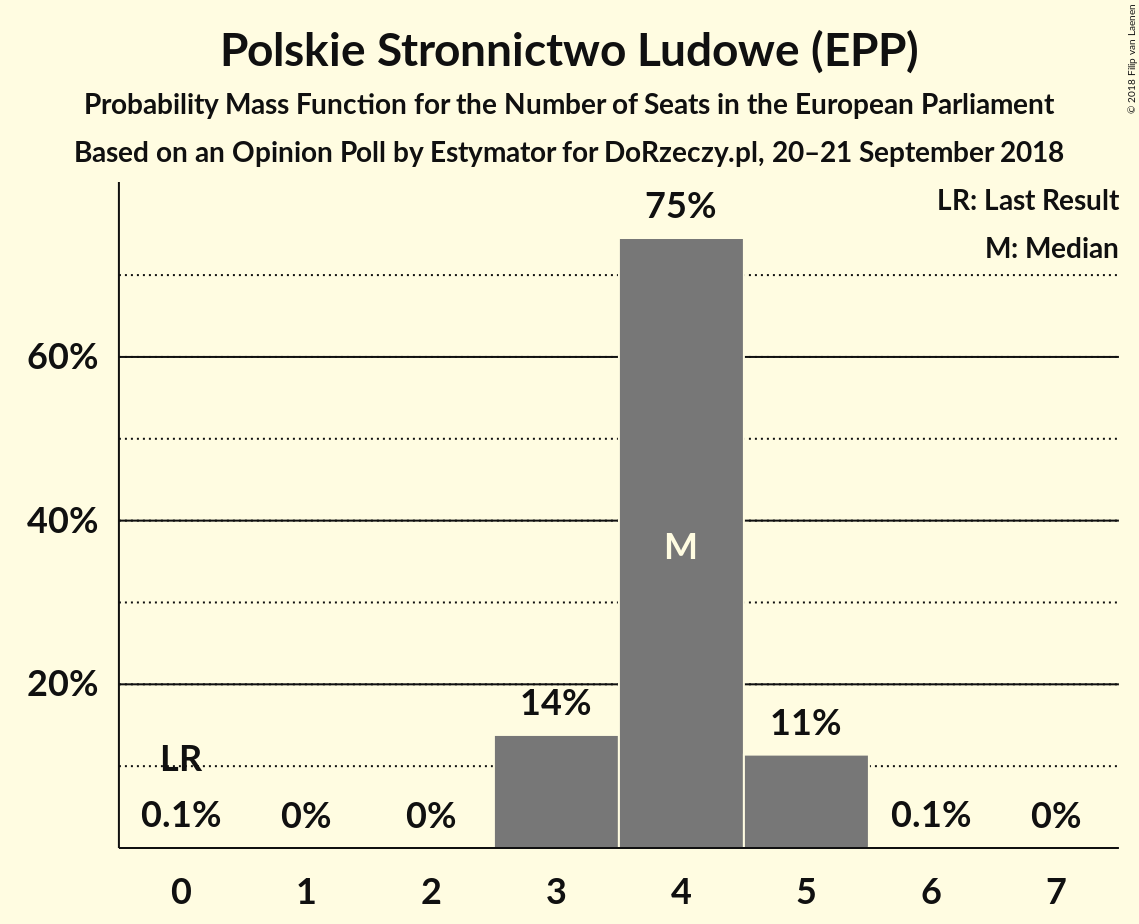 Polskie Stronnictwo Ludowe (EPP)
Probability Mass Function for the Number of Seats in the European Parliament
Based on an Opinion Poll by Estymator for DoRzeczy.pl, 20–21 September 2018
© 2018 Filip van Laenen
LR: Last Result
M: Median
75%
60%
40%
M
20%
14%
11%
LR
0.1% 0% 0% 0.1% 0%
0 1 2 3 4 5 6 7